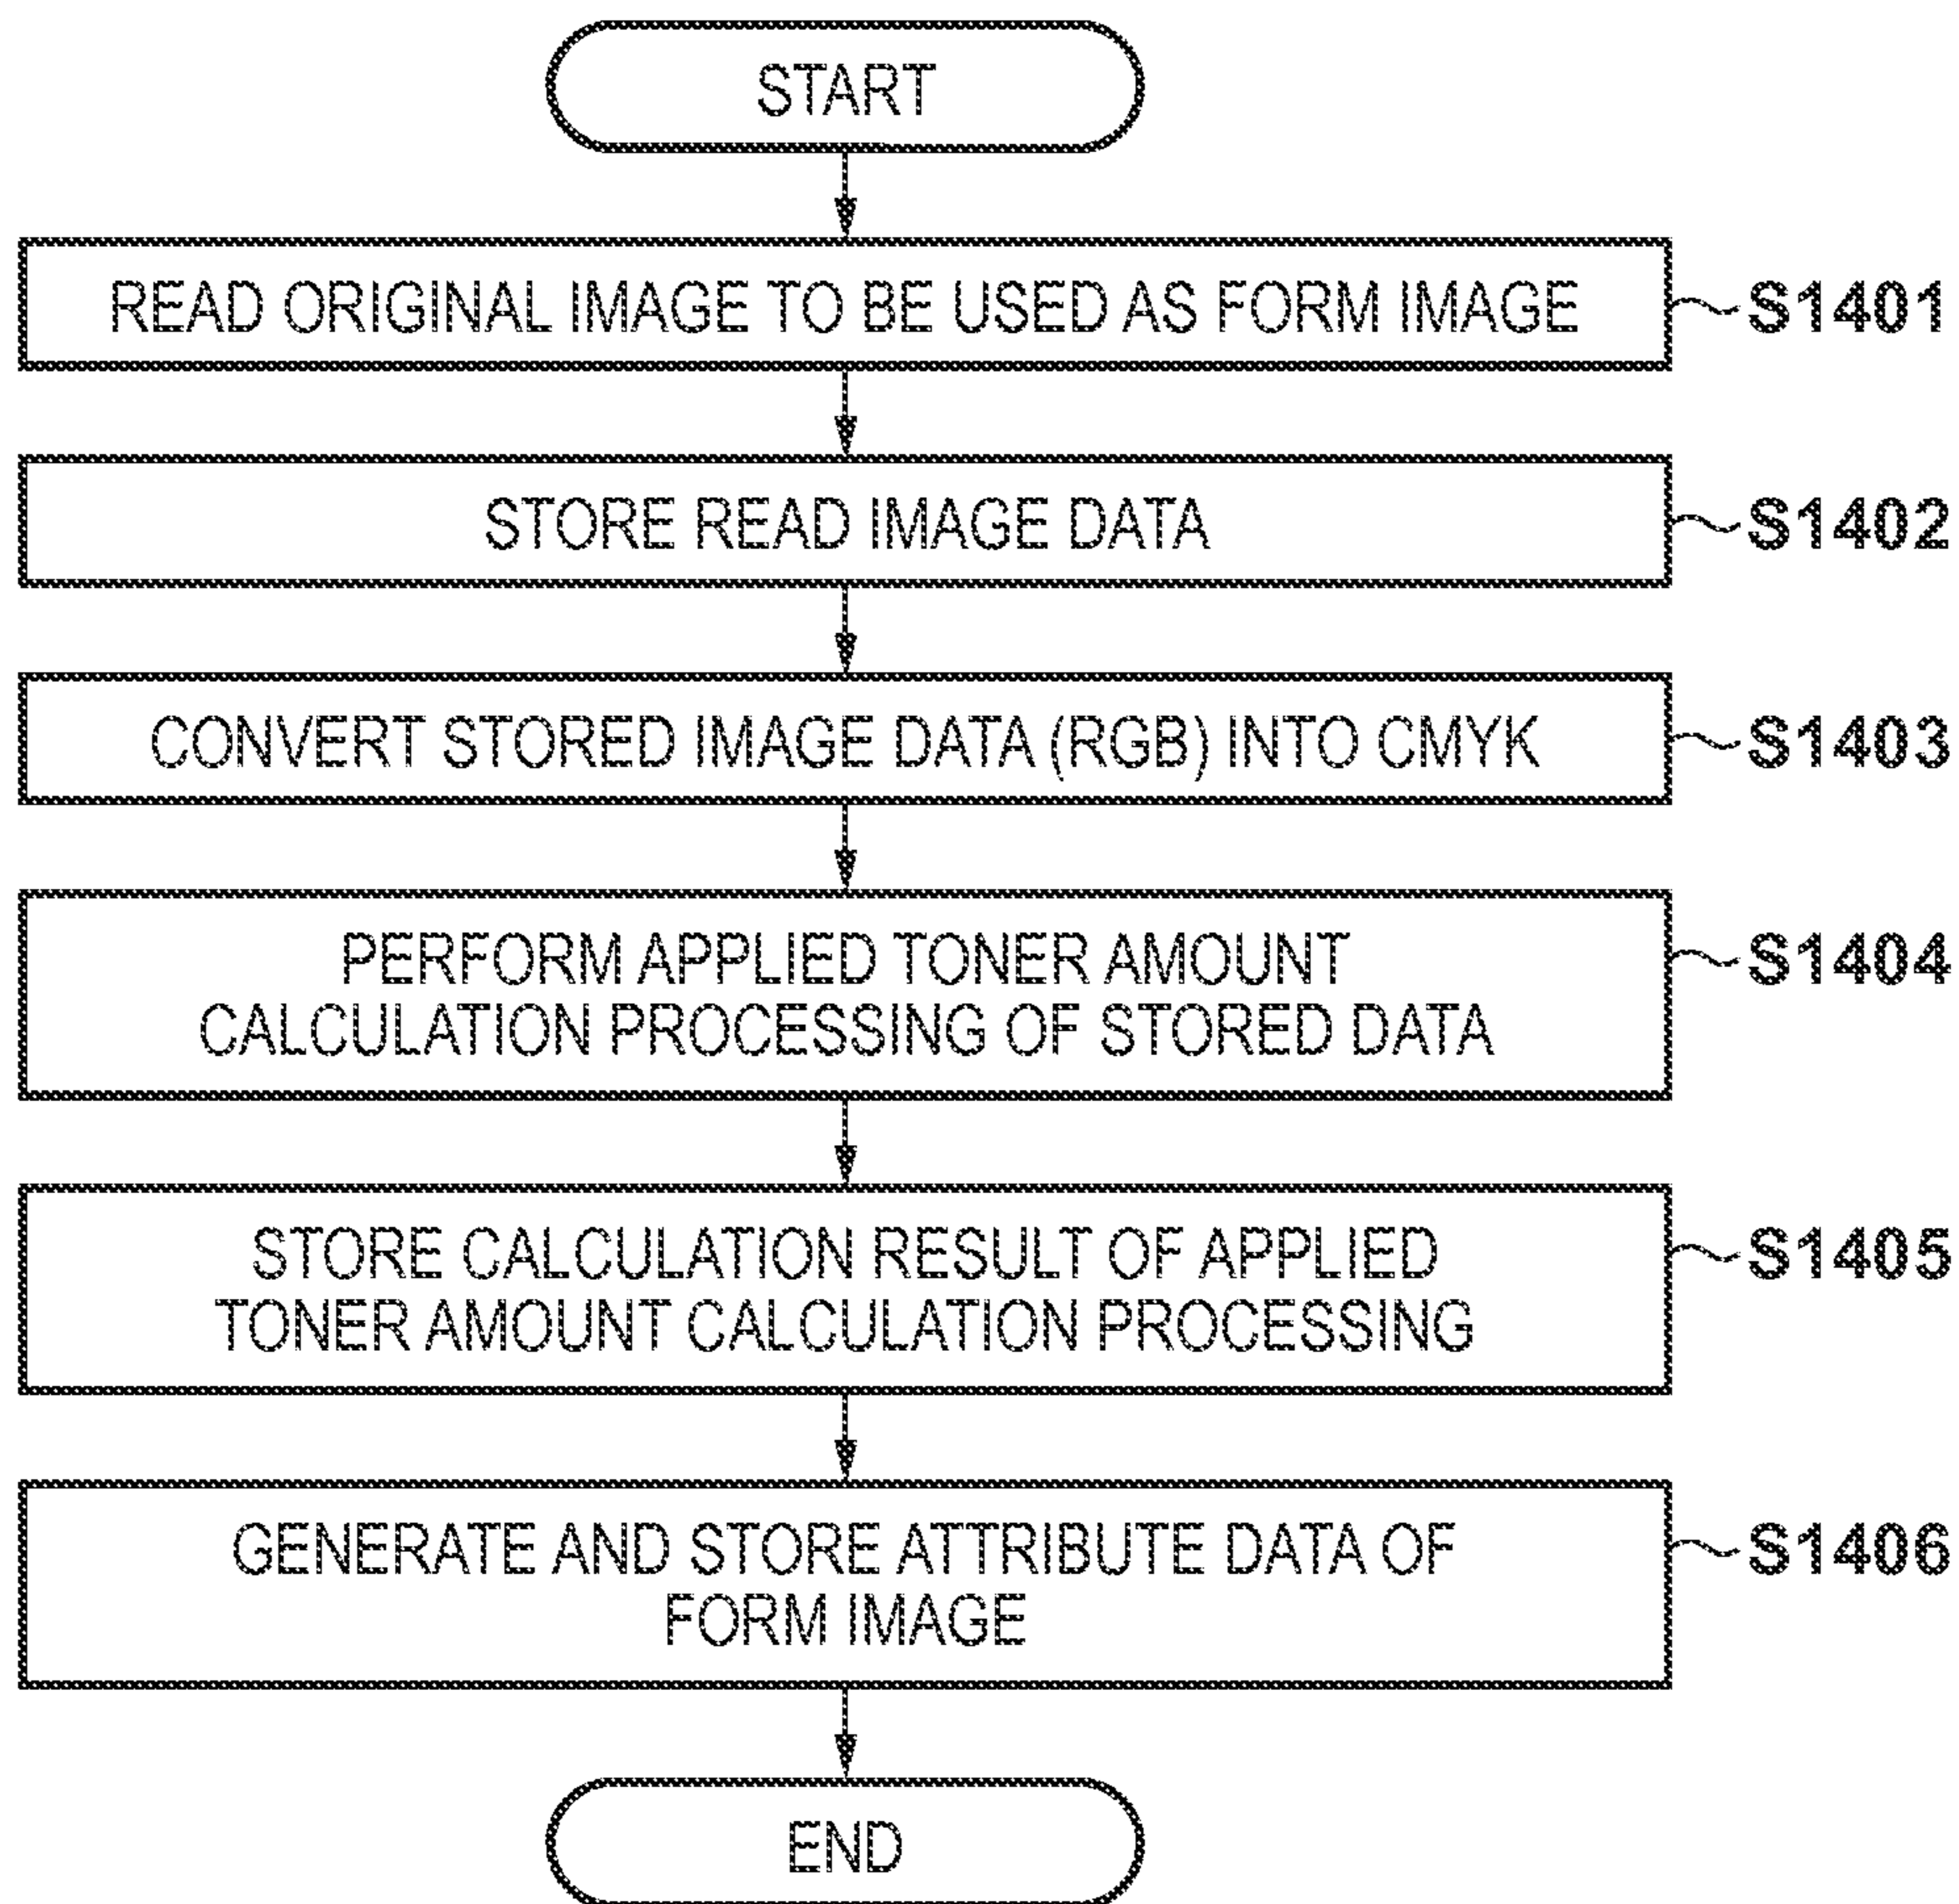 START
READ ORIGINAL IMAGE TO BE USED AS FORM IMAGE
S1401
STORE READ IMAGE DATA
S1402
CONVERT STORED IMAGE DATA (RGB) INTO CMYK
S1403
PERFORM APPLIED TONER AMOUNT
CALCULATION PROCESSING OF STORED DATA
S1404
STORE CALCULATION RESULT OF APPLIED
TONER AMOUNT CALCULATION PROCESSING
S1405
GENERATE AND STORE ATTRIBUTE DATA OF
FORM IMAGE
S1406
END